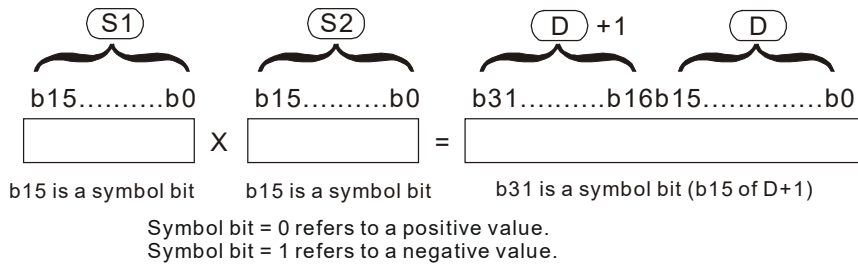 S1 S2 D +1 D
b15..........b0 b15..........b0 b31..........b16b15..............b0
X =
b15 is a symbol bit b15 is a symbol bit b31 is a symbol bit (b15 of D+1)
Symbol bit = 0 refers to a positive value.
Symbol bit = 1 refers to a negative value.